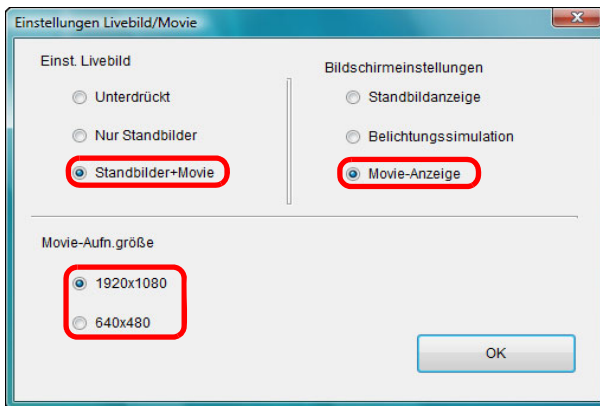 Einstellungen Livebild/Movie
Einst. Livebild
Unterdrückt
Nur Standbilder
Standbilder+Movie
Bildschirmeinstellungen
Standbildanzeige
Belichtungssimulation
Movie-Anzeige
Movie-Aufn.größe
1920x1080
640x480
OK